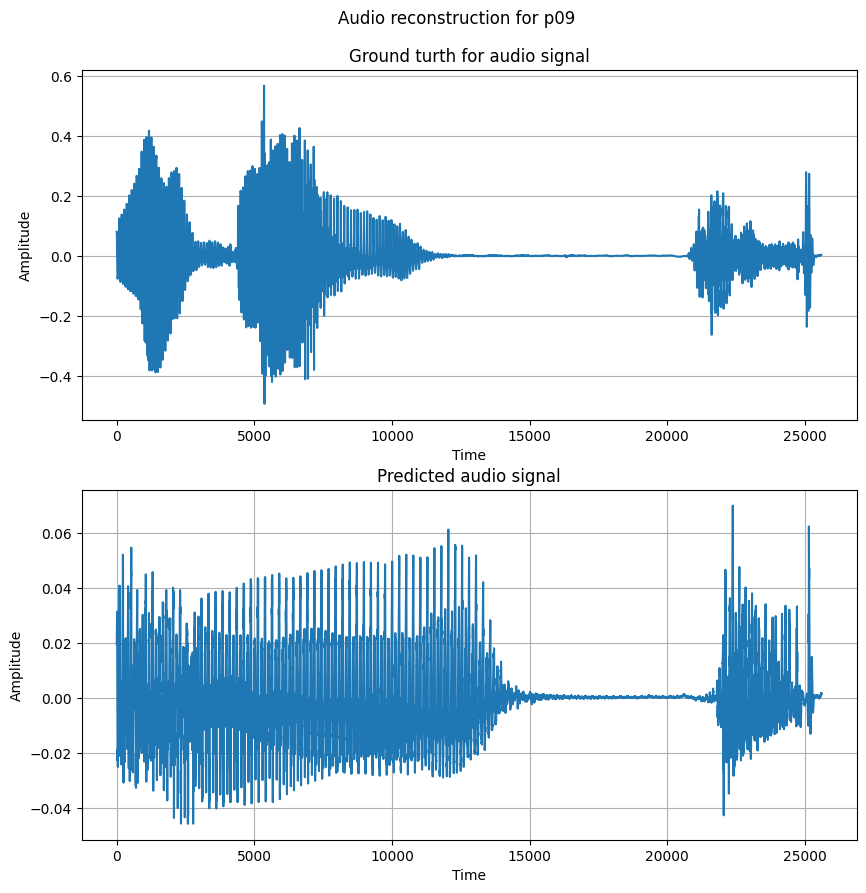 Audio reconstruction for p09
Ground turth for audio signal
0.6
0.4
0.2
0.0
−0.2
−0.4
Amplitude
0 5000 10000 15000 20000 25000
Time
Predicted audio signal
0.06
0.04
0.02
0.00
−0.02
−0.04
Amplitude
0 5000 10000 15000 20000 25000
Time